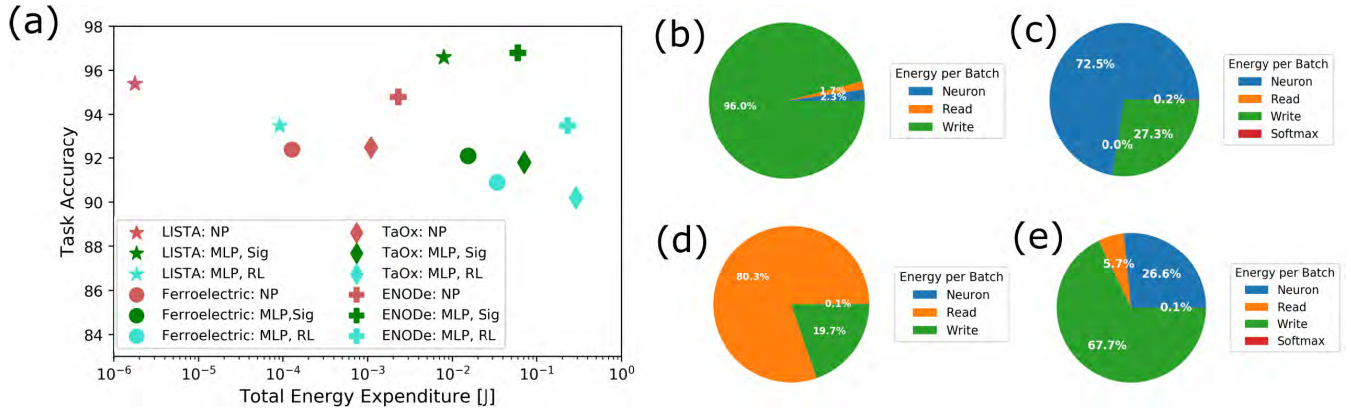 (a)
Task Accuracy
98
96
94
92
90
88
86
84
LISTA: NP
LISTA: MLP, Sig
LISTA: MLP, RL
Ferroelectric: NP
Ferroelectric: MLP,Sig
Ferroelectric: MLP, RL
TaOx: NP
TaOx: MLP, Sig
TaOx: MLP, RL
ENODe: NP
ENODe: MLP, Sig
ENODe: MLP, RL
10⁻⁶ 10⁻⁵ 10⁻⁴ 10⁻³ 10⁻² 10⁻¹ 10⁰
Total Energy Expenditure [J]
(b)
96.0%
1.7%
2.3%
Energy per Batch
Neuron
Read
Write
(c)
72.5%
0.2%
0.0%
27.3%
Energy per Batch
Neuron
Read
Write
Softmax
(d)
80.3%
0.1%
19.7%
Energy per Batch
Neuron
Read
Write
(e)
5.7%
26.6%
0.1%
67.7%
Energy per Batch
Neuron
Read
Write
Softmax